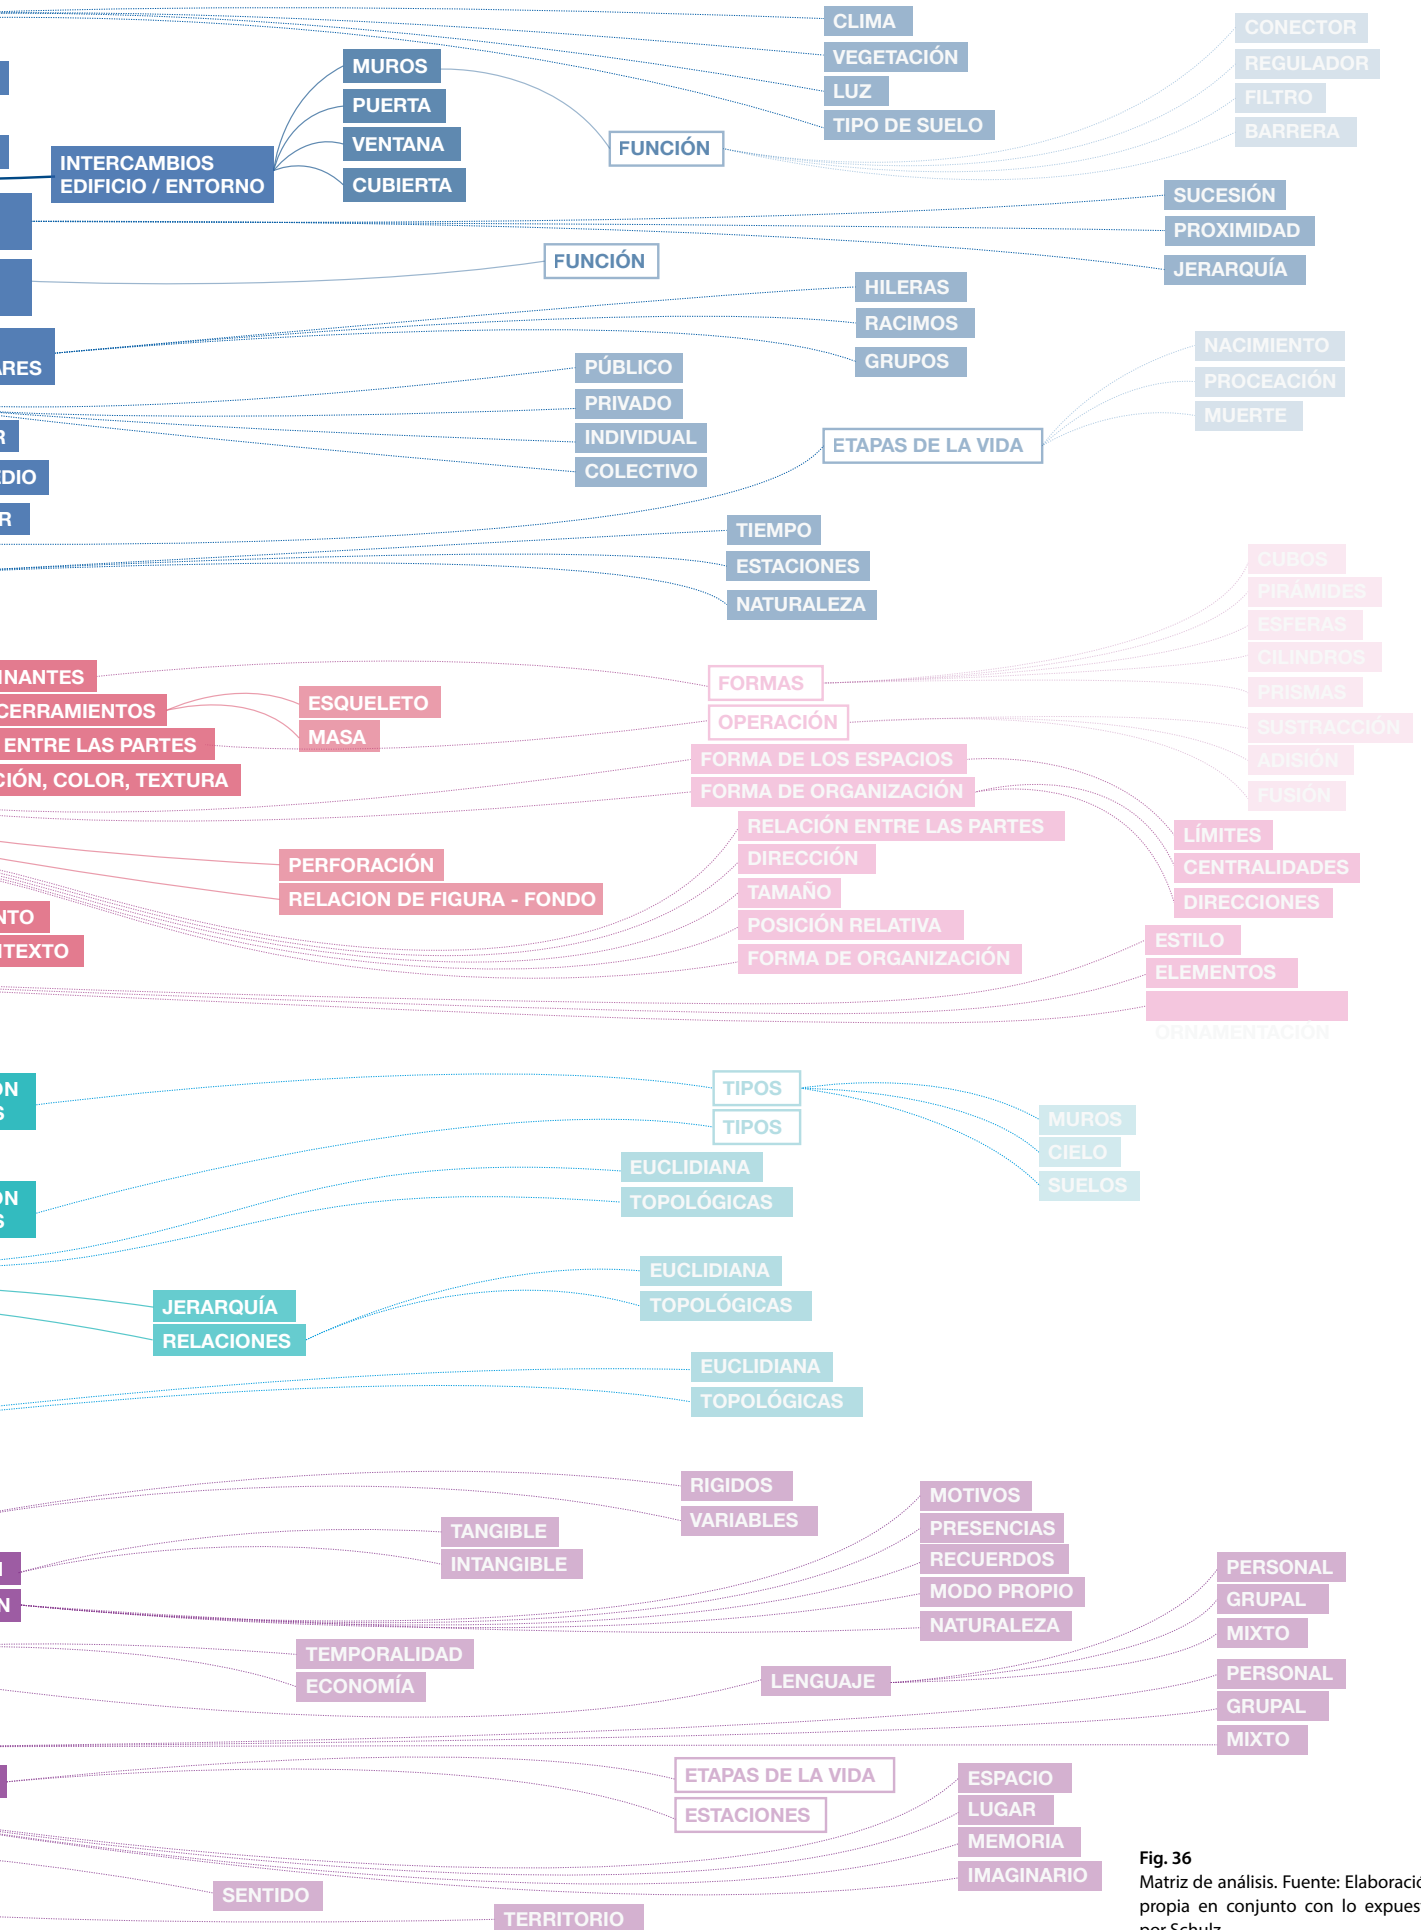 CLIMA
CONECTOR
VEGETACIÓN
REGULADOR
MUROS
LUZ
FILTRO
PUERTA
TIPO DE SUELO
BARRERA
VENTANA
FUNCIÓN
INTERCAMBIOS
EDIFICIO / ENTORNO
CUBIERTA
SUCESIÓN
PROXIMIDAD
FUNCIÓN
JERARQUÍA
HILERAS
RACIMOS
NACIMIENTO
ARES
GRUPOS
PÚBLICO
PROCEACIÓN
PRIVADO
MUERTE
R
INDIVIDUAL
ETAPAS DE LA VIDA
EDIO
COLECTIVO
R
TIEMPO
ESTACIONES
CUBOS
NATURALEZA
PIRÁMIDES
ESFERAS
INANTES
FORMAS
CILINDROS
CERRAMIENTOS
ESQUELETO
PRISMAS
ENTRE LAS PARTES
MASA
OPERACIÓN
SUSTRACCIÓN
CIÓN, COLOR, TEXTURA
FORMA DE LOS ESPACIOS
ADISIÓN
FORMA DE ORGANIZACIÓN
FUSIÓN
RELACIÓN ENTRE LAS PARTES
LÍMITES
PERFORACIÓN
DIRECCIÓN
CENTRALIDADES
RELACION DE FIGURA - FONDO
TAMAÑO
DIRECCIONES
NTO
POSICIÓN RELATIVA
ESTILO
TEXTO
FORMA DE ORGANIZACIÓN
ELEMENTOS
ORNAMENTACIÓN
ÓN
S
TIPOS
MUROS
TIPOS
CIELO
EUCLIDIANA
SUELOS
ÓN
S
TOPOLÓGICAS
EUCLIDIANA
JERARQUÍA
TOPOLÓGICAS
RELACIONES
EUCLIDIANA
TOPOLÓGICAS
RIGIDOS
MOTIVOS
VARIABLES
PRESENCIAS
TANGIBLE
RECUERDOS
INTANGIBLE
PERSONAL
MODO PROPIO
GRUPAL
N
NATURALEZA
MIXTO
TEMPORALIDAD
PERSONAL
ECONOMÍA
LENGUAJE
GRUPAL
MIXTO
ETAPAS DE LA VIDA
ESPACIO
ESTACIONES
LUGAR
MEMORIA
IMAGINARIO
SENTIDO
TERRITORIO
Fig. 36
Matriz de análisis. Fuente: Elaboració
propia en conjunto con lo expues
por Schulz